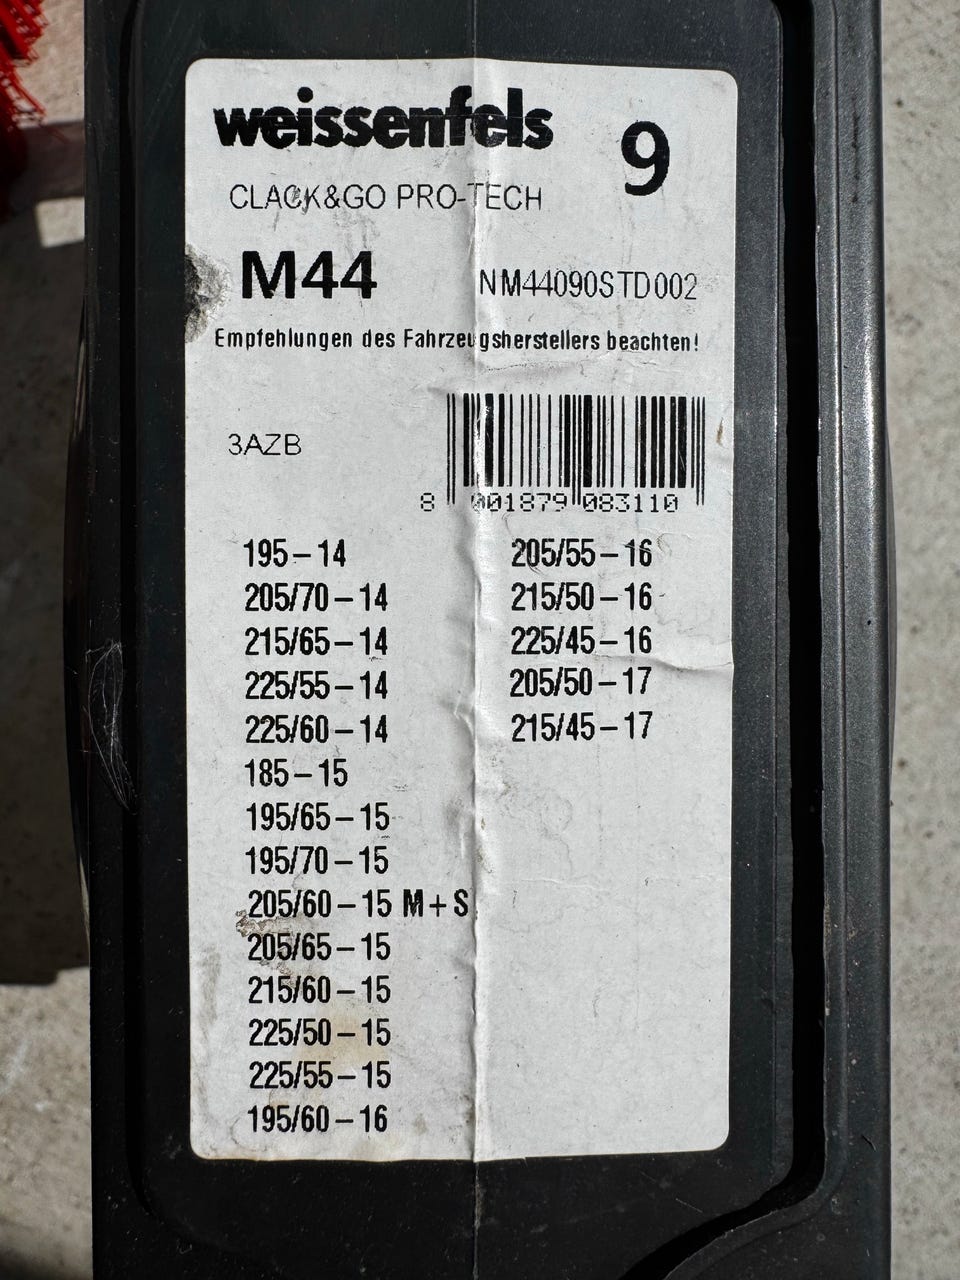 weissenfels
9
CLACK&GO PRO-TECH
M44
NM44090STD002
Empfehlungen des Fahrzeugsherstellers beachten!
3AZB
8 001879 083110
195-14
205/70-14
215/65-14
225/55-14
225/60-14
185-15
195/65-15
195/70-15
205/60-15 M+S
205/65-15
215/60-15
225/50-15
225/55-15
195/60-16
205/55-16
215/50-16
225/45-16
205/50-17
215/45-17